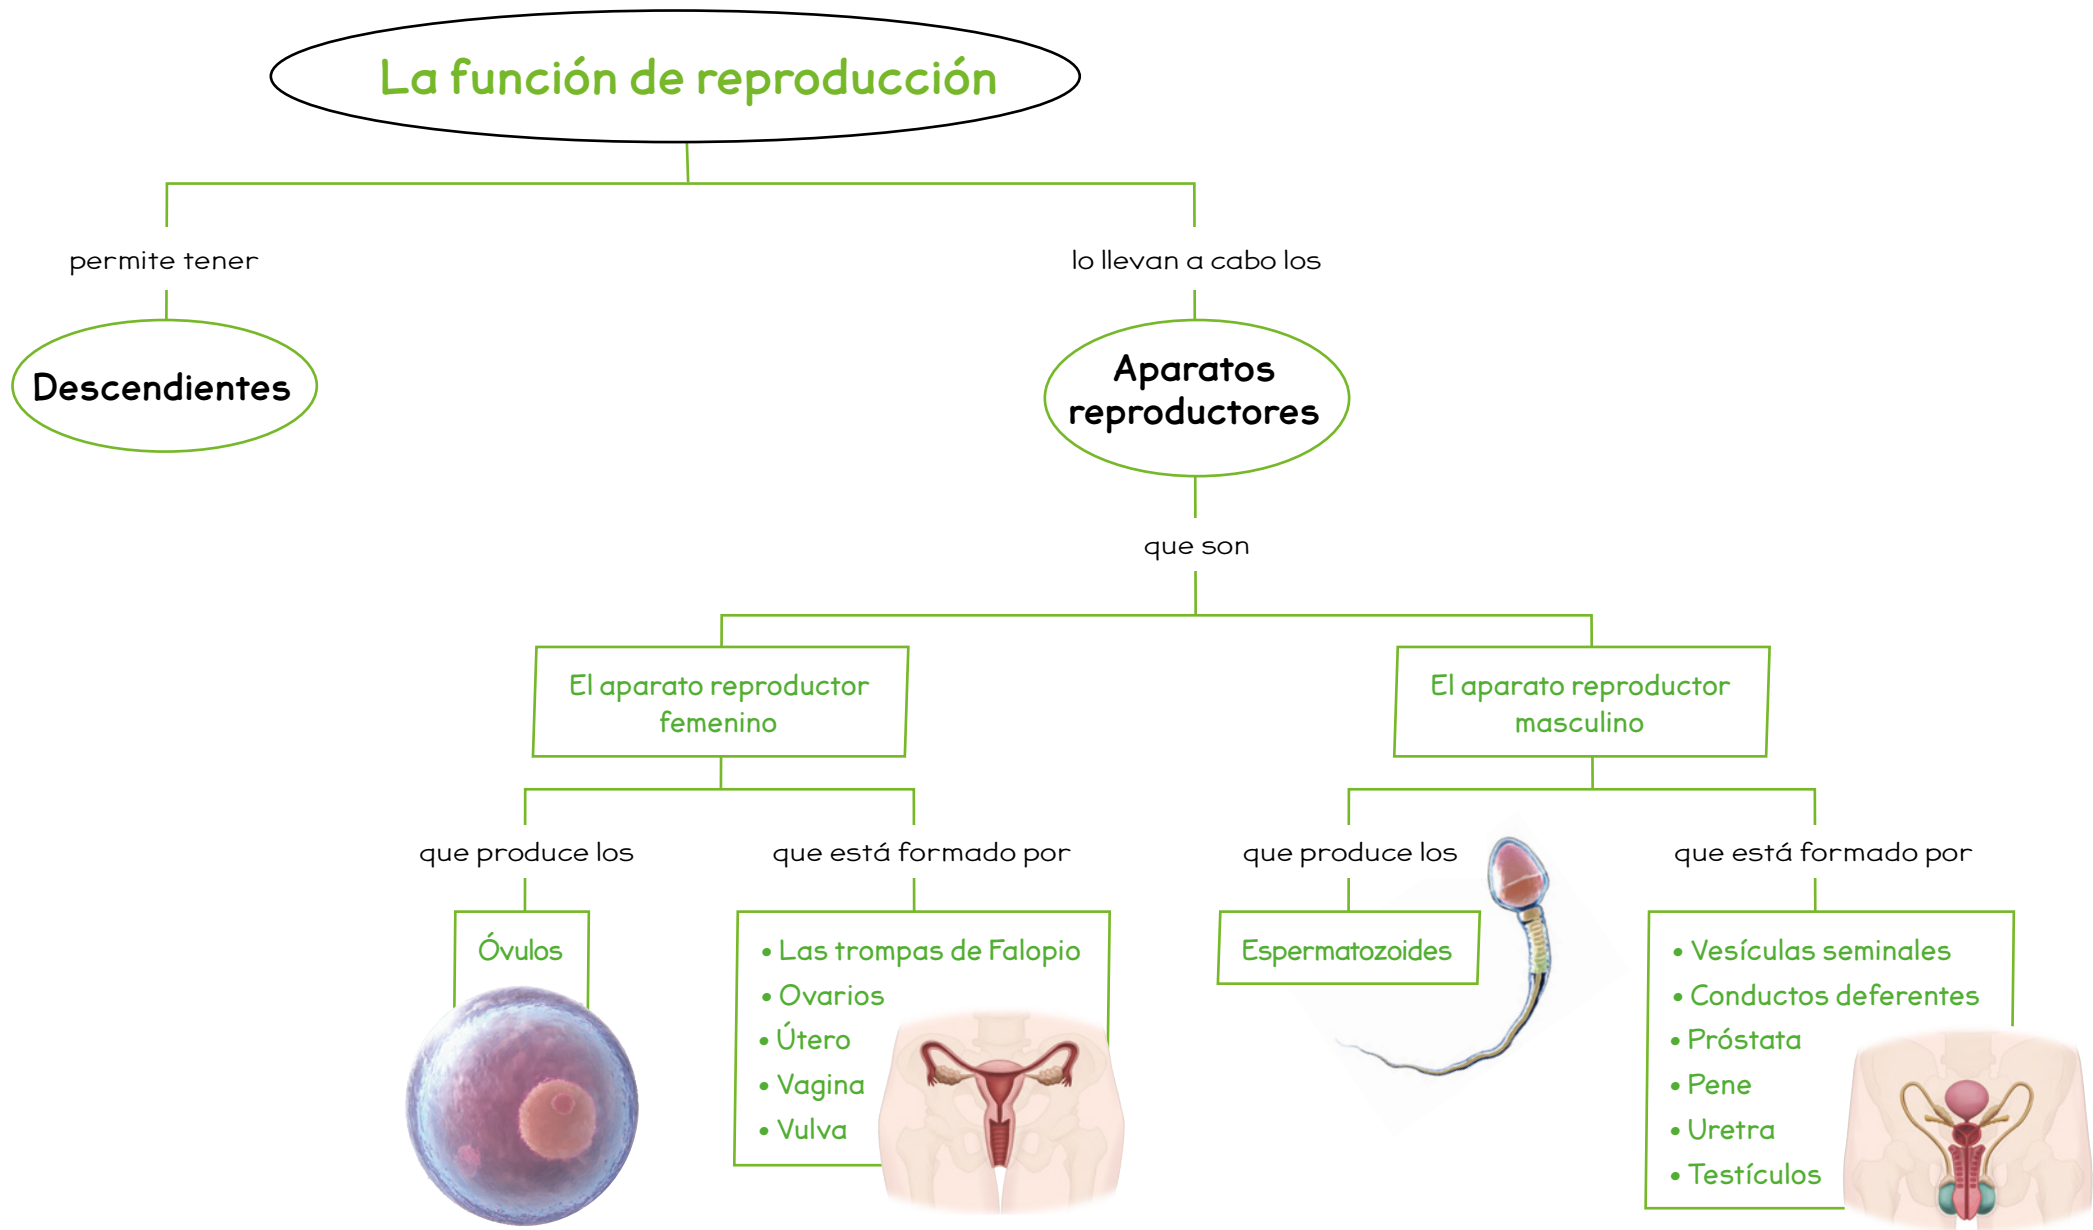 La función de reproducción
permite tener
lo llevan a cabo los
Descendientes
Aparatos
reproductores
que son
El aparato reproductor
femenino
El aparato reproductor
masculino
que produce los
que está formado por
que produce los
que está formado por
Óvulos
• Las trompas de Falopio
• Ovarios
• Útero
• Vagina
• Vulva
Espermatozoides
• Vesículas seminales
• Conductos deferentes
• Próstata
• Pene
• Uretra
• Testículos